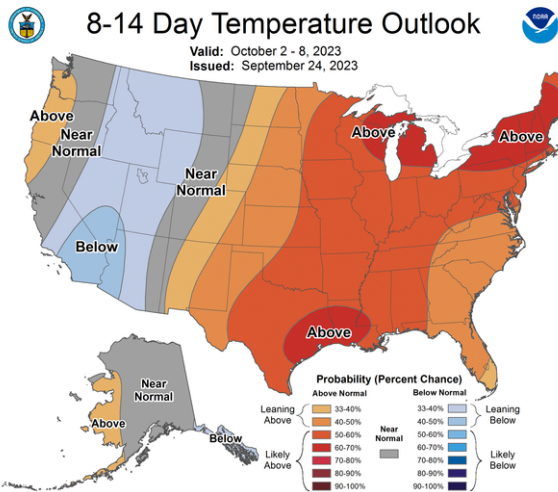 8-14 Day Temperature Outlook
Valid: October 2 - 8, 2023
Issued: September 24, 2023
NOAA
Above
Near
Normal
Below
Near
Normal
Above
Above
Above
Near
Normal
Above
Below
Probability (Percent Chance)
Above Normal
Below Normal
Leaning
Above
33-40%
40-50%
Likely
Above
50-60%
60-70%
70-80%
80-90%
90-100%
Near
Normal
33-40%
40-50%
Leaning
Below
50-60%
60-70%
70-80%
80-90%
90-100%
Likely
Below